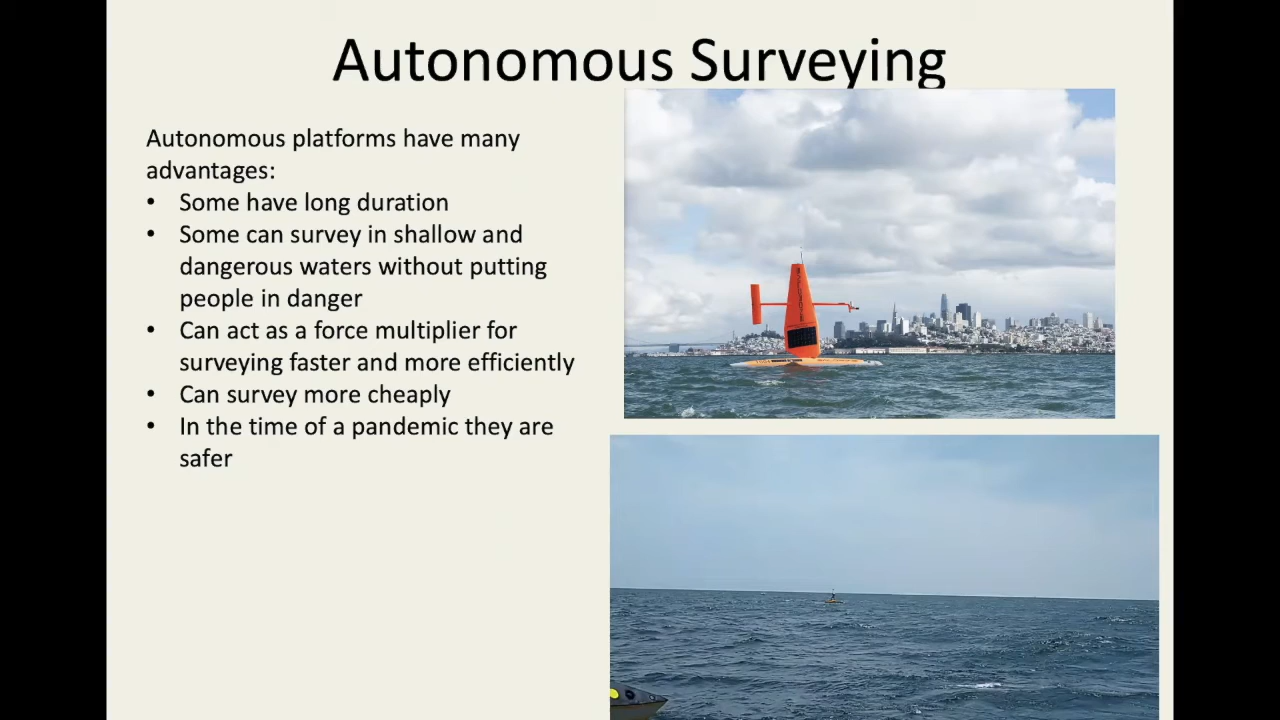 Autonomous Surveying
Autonomous platforms have many
advantages:
• Some have long duration
• Some can survey in shallow and
dangerous waters without putting
people in danger
• Can act as a force multiplier for
surveying faster and more efficiently
• Can survey more cheaply
• In the time of a pandemic they are
safer